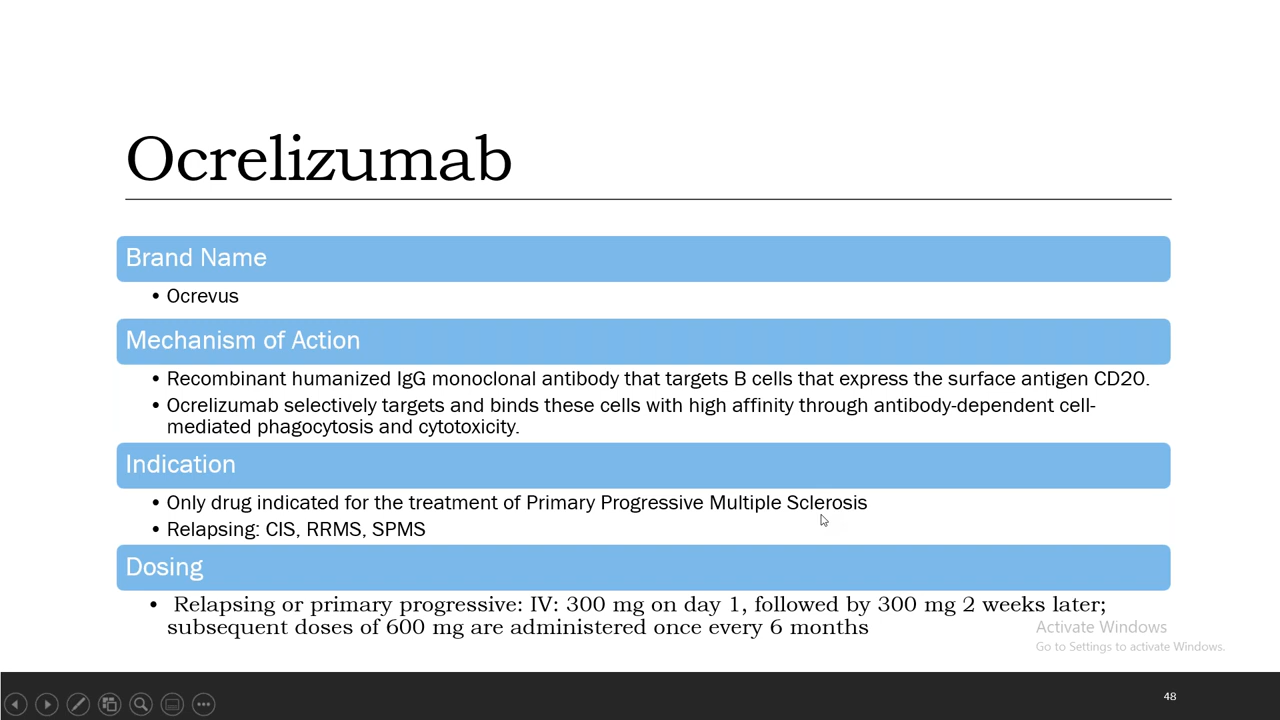 Ocrelizumab
Brand Name
• Ocrevus
Mechanism of Action
• Recombinant humanized IgG monoclonal antibody that targets B cells that express the surface antigen CD20.
• Ocrelizumab selectively targets and binds these cells with high affinity through antibody-dependent cell-
mediated phagocytosis and cytotoxicity.
Indication
• Only drug indicated for the treatment of Primary Progressive Multiple Sclerosis
• Relapsing: CIS, RRMS, SPMS
Dosing
• Relapsing or primary progressive: IV: 300 mg on day 1, followed by 300 mg 2 weeks later;
subsequent doses of 600 mg are administered once every 6 months
Activate Windows
Go to Settings to activate Windows.
48